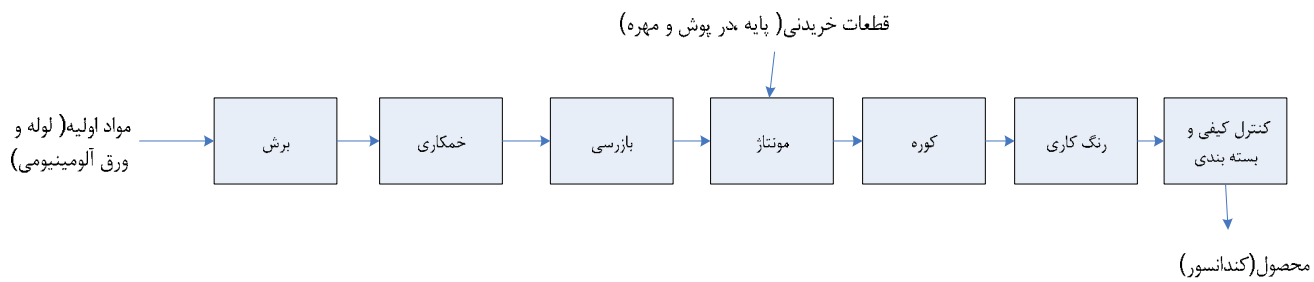 قطعات خریدنی( پایه ،در پوش و مهره)
مواد اولیه( لوله و
ورق آلومینیومی)
برش
خمکاری
بازرسی
مونتاژ
کوره
رنگ کاری
کنترل کیفی و
بسته بندی
محصول(کندانسور)